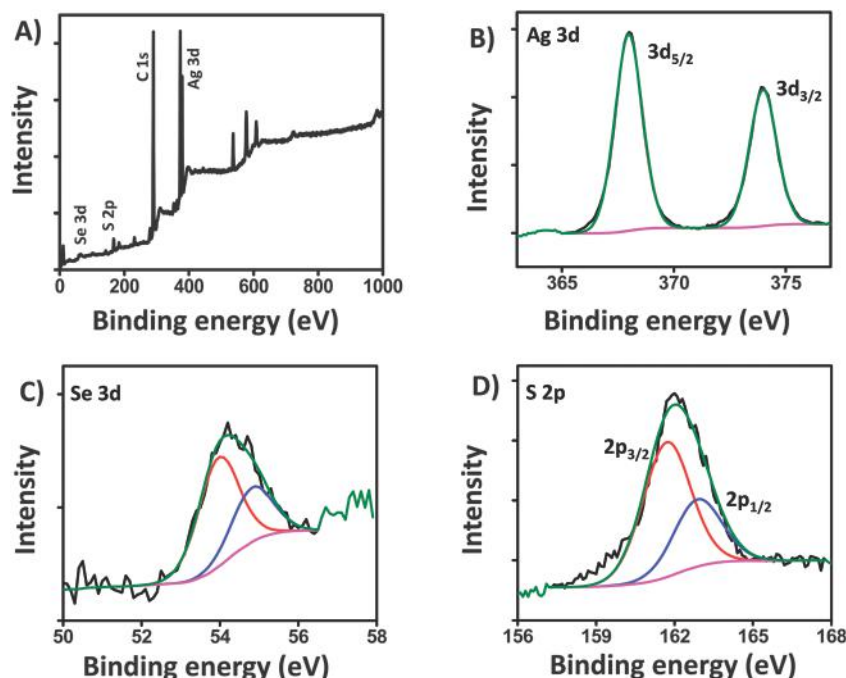 A)
Intensity
Se 3d
S 2p
C 1s
Ag 3d
0 200 400 600 800 1000
Binding energy (eV)
B) Ag 3d
Intensity
3d5/2
3d3/2
365 370 375
Binding energy (eV)
C) Se 3d
Intensity
50 52 54 56 58
Binding energy (eV)
D) S 2p
Intensity
2p3/2
2p1/2
156 159 162 165 168
Binding energy (eV)